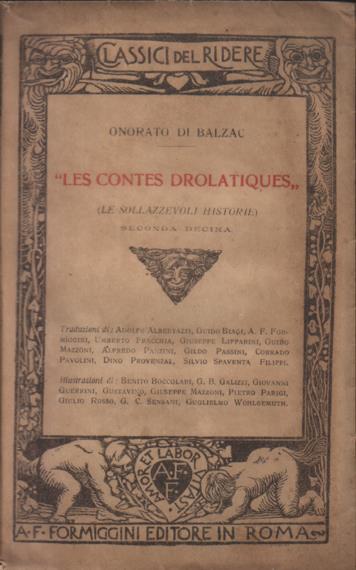 CLASSICI DEL RIDERE
ONORATO DI BALZAC
"LES CONTES DROLATIQUES„
(LE SOLLAZZEVOLI HISTORIE)
SECONDA DECINA
Traduzioni di: ADOLFO ALBERTAZZI, GUIDO BIAGI, A. F. FOR-
MIGGINI, UMBERTO FRACCHIA, GIUSEPPE LIPPARINI, GUIDO
MAZZONI, ALFREDO PANZINI, GILDO PASSINI, CORRADO
PAVOLINI, DINO PROVENZAL, SILVIO SPAVENTA FILIPPI.
Illustrazioni di: BENITO BOCCOLARI, G. B. GALIZZI, GIOVANNI
GUERRINI, GUSTAVINO, GIUSEPPE MAZZONI, PIETRO PARIGI,
GIULIO ROSSO, G. C. SENSANI, GUGLIELMO WOHLGEMUTH.
AMOR ET LABOR
A.F.
F.
A·F· FORMIGGINI EDITORE IN ROMA